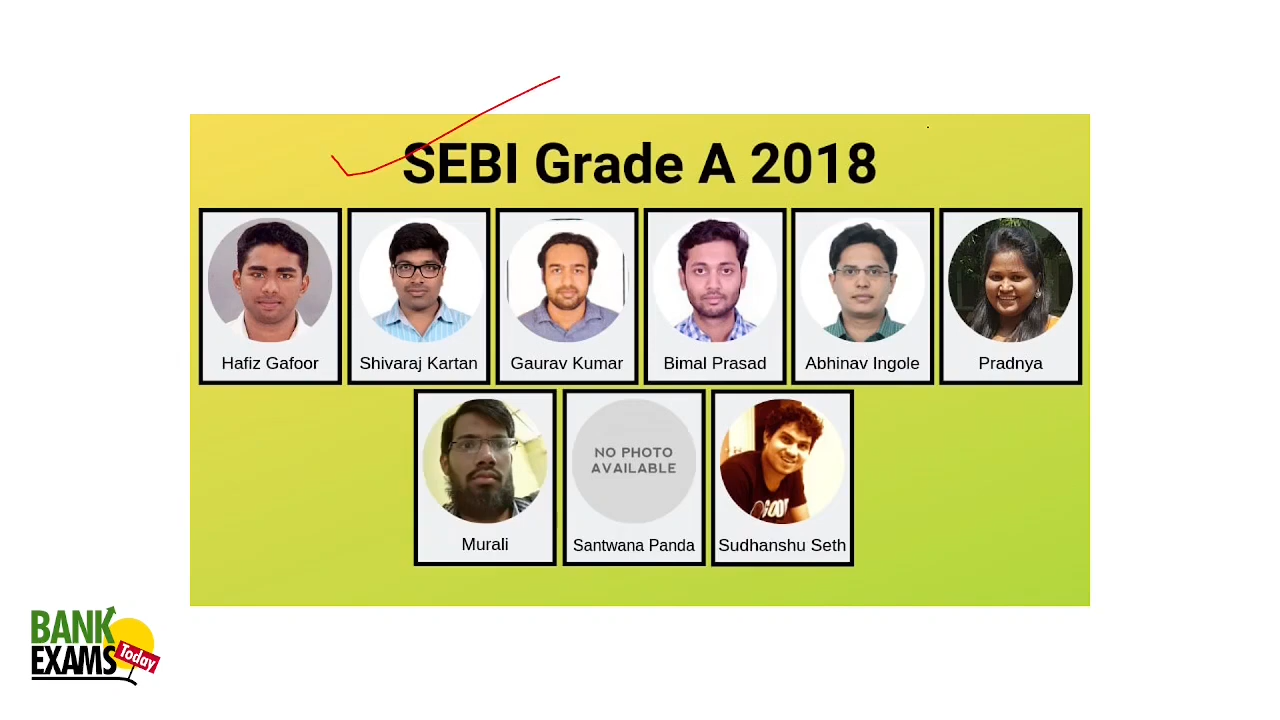 SEBI Grade A 2018
Hafiz Gafoor
Shivaraj Kartan
Gaurav Kumar
Bimal Prasad
Abhinav Ingole
Pradnya
NO PHOTO
AVAILABLE
Murali
Santwana Panda
Sudhanshu Seth
BANK
EXAMS
Today